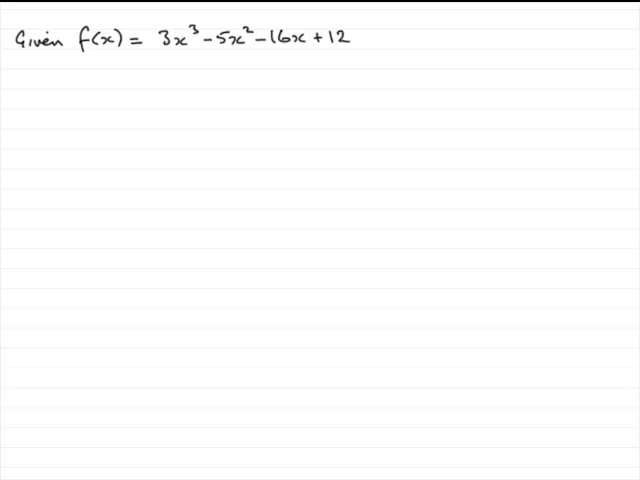 Given f(x) = 3x³ - 5x² - 16x + 12